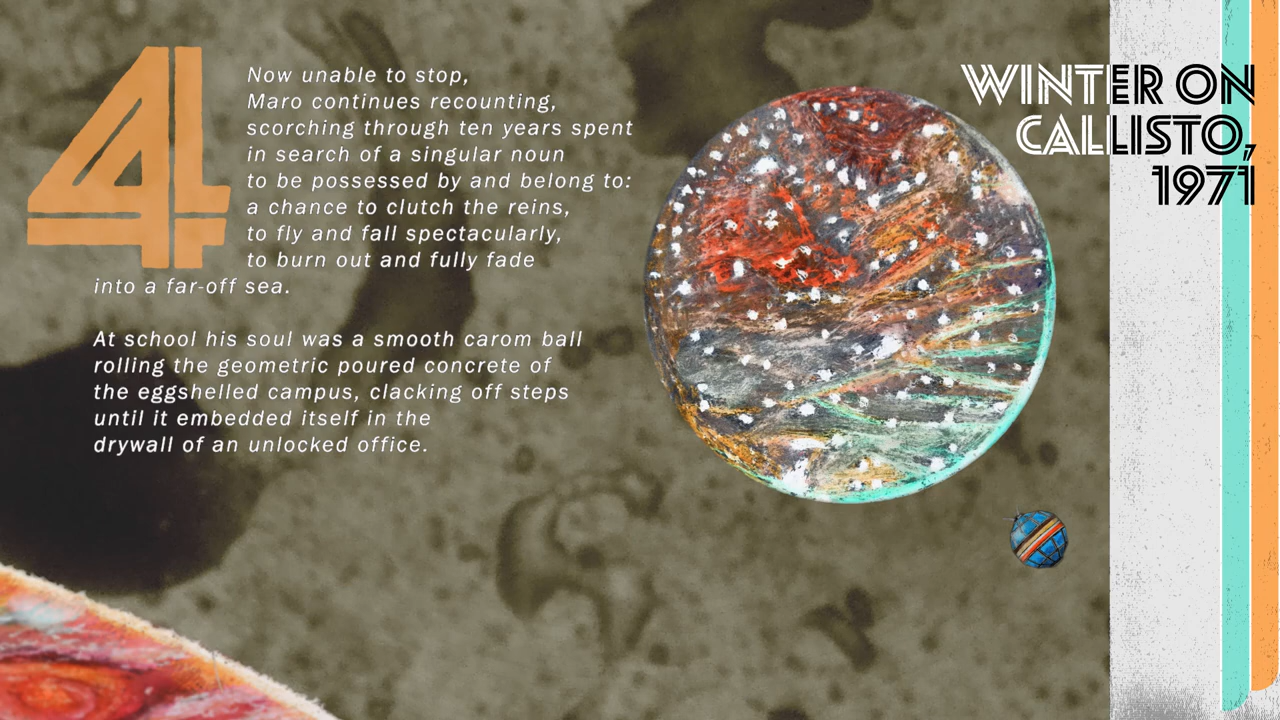 4
Now unable to stop,
Maro continues recounting,
scorching through ten years spent
in search of a singular noun
to be possessed by and belong to:
a chance to clutch the reins,
to fly and fall spectacularly,
to burn out and fully fade
into a far-off sea.
At school his soul was a smooth carom ball
rolling the geometric poured concrete of
the eggshelled campus, clacking off steps
until it embedded itself in the
drywall of an unlocked office.
WINTER ON
CALLISTO,
1971